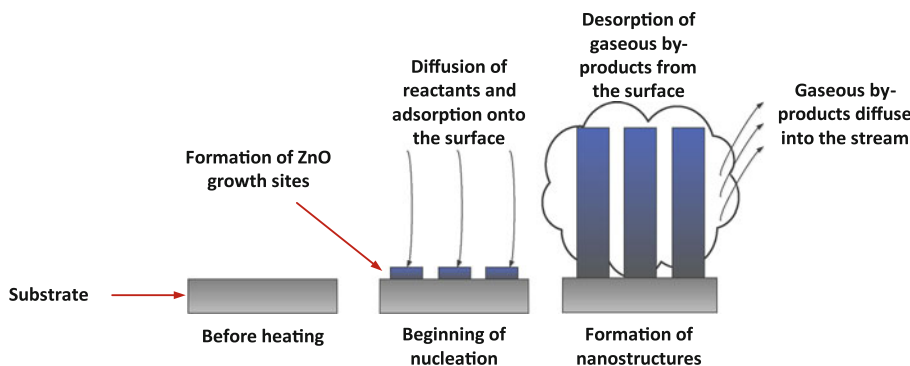 Substrate
Before heating
Formation of ZnO
growth sites
Diffusion of
reactants and
adsorption onto
the surface
Beginning of
nucleation
Desorption of
gaseous by-
products from
the surface
Formation of
nanostructures
Gaseous by-
products diffuse
into the stream